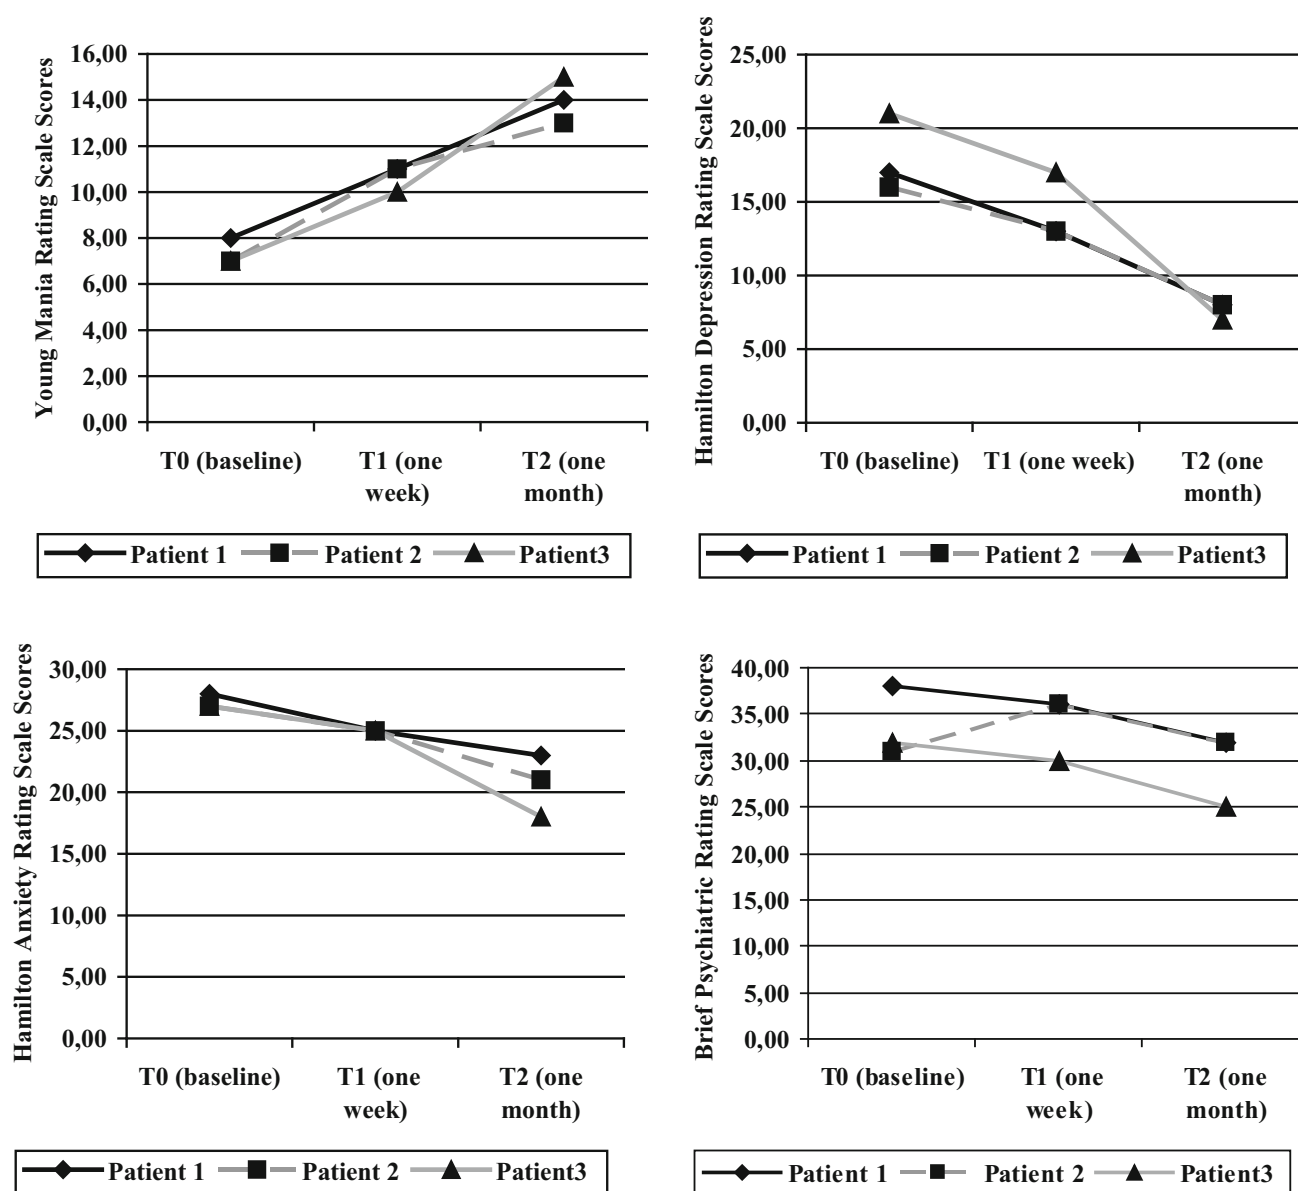 Young Mania Rating Scale Scores
16,00
14,00
12,00
10,00
8,00
6,00
4,00
2,00
0,00
T0 (baseline) T1 (one week) T2 (one month)
Patient 1 Patient 2 Patient3
Hamilton Depression Rating Scale Scores
25,00
20,00
15,00
10,00
5,00
0,00
T0 (baseline) T1 (one week) T2 (one month)
Patient 1 Patient 2 Patient3
Hamilton Anxiety Rating Scale Scores
30,00
25,00
20,00
15,00
10,00
5,00
0,00
T0 (baseline) T1 (one week) T2 (one month)
Patient 1 Patient 2 Patient3
Brief Psychiatric Rating Scale Scores
40,00
35,00
30,00
25,00
20,00
15,00
10,00
5,00
0,00
T0 (baseline) T1 (one week) T2 (one month)
Patient 1 Patient 2 Patient3